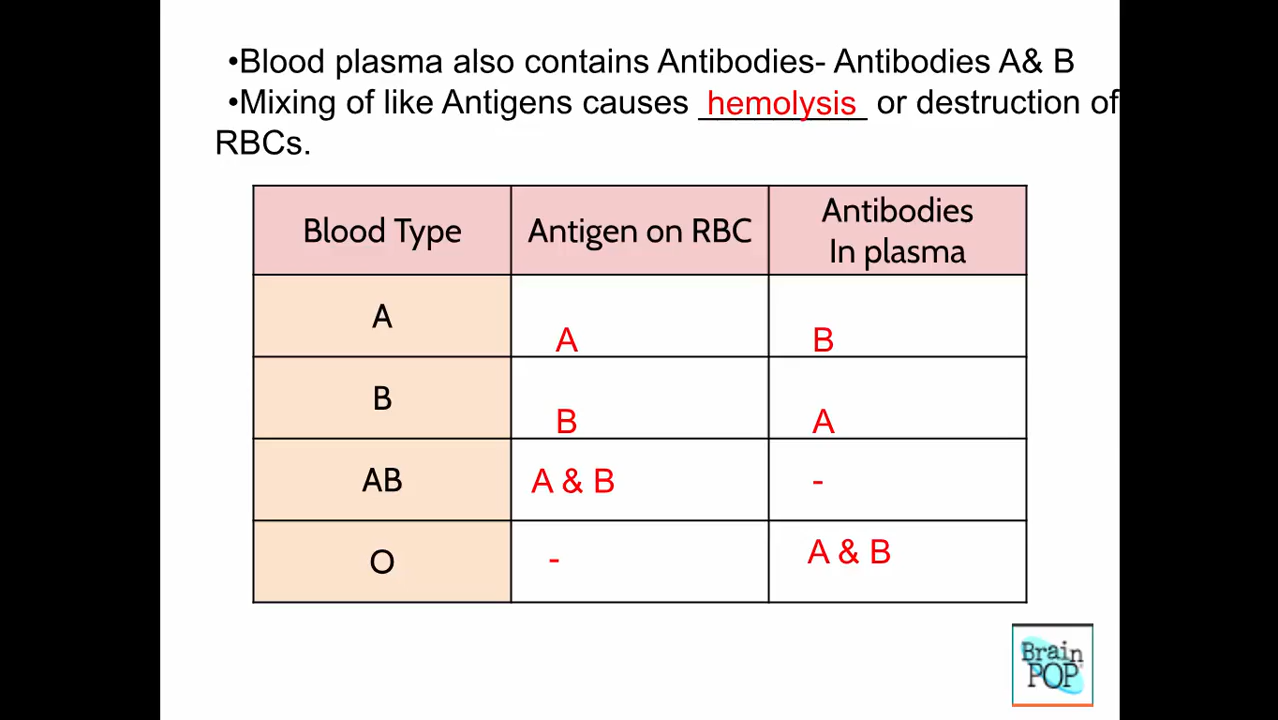 •Blood plasma also contains Antibodies- Antibodies A& B
•Mixing of like Antigens causes hemolysis or destruction of
RBCs.
Blood Type Antigen on RBC Antibodies
In plasma
A A B
B B A
AB A & B -
O - A & B
Brain
POP